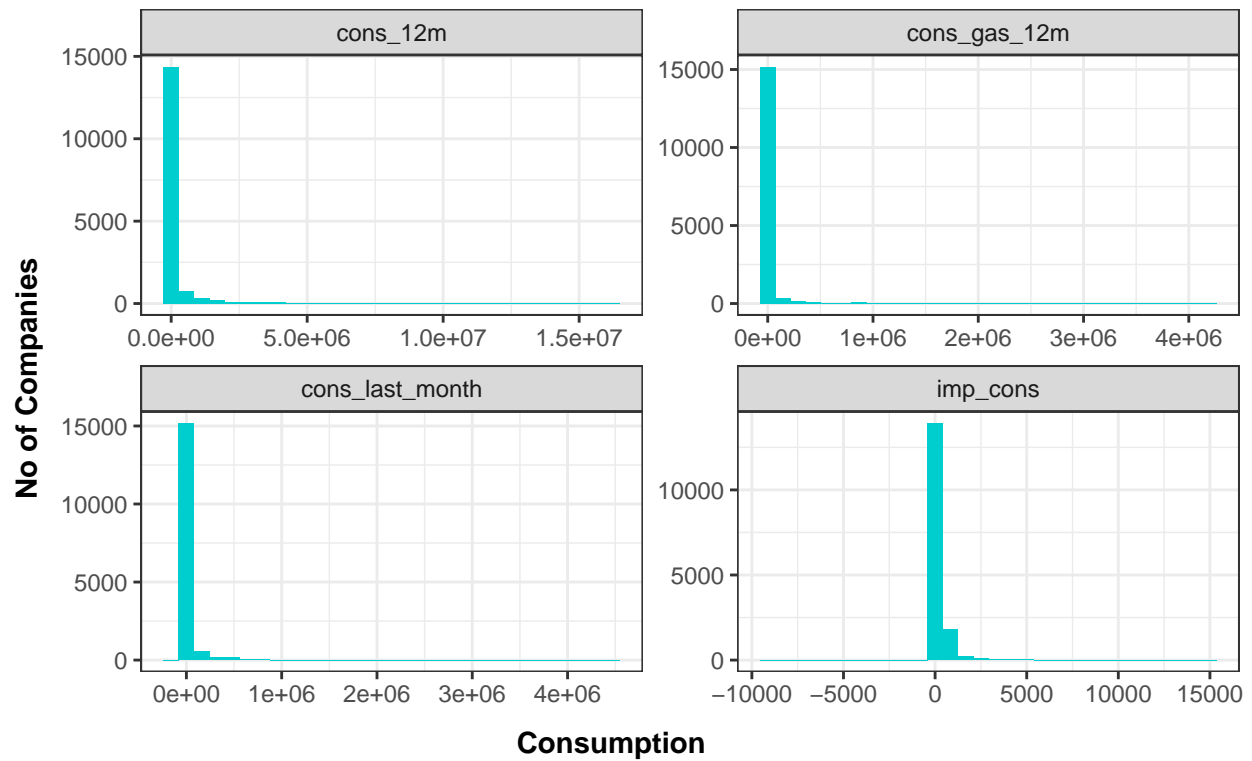 cons_12m
cons_gas_12m
15000
10000
5000
0
0.0e+00 5.0e+06 1.0e+07 1.5e+07
15000
10000
5000
0
0e+00 1e+06 2e+06 3e+06 4e+06
cons_last_month
imp_cons
15000
10000
5000
0
0e+00 1e+06 2e+06 3e+06 4e+06
10000
5000
0
−10000 −5000 0 5000 10000 15000
No of Companies
Consumption